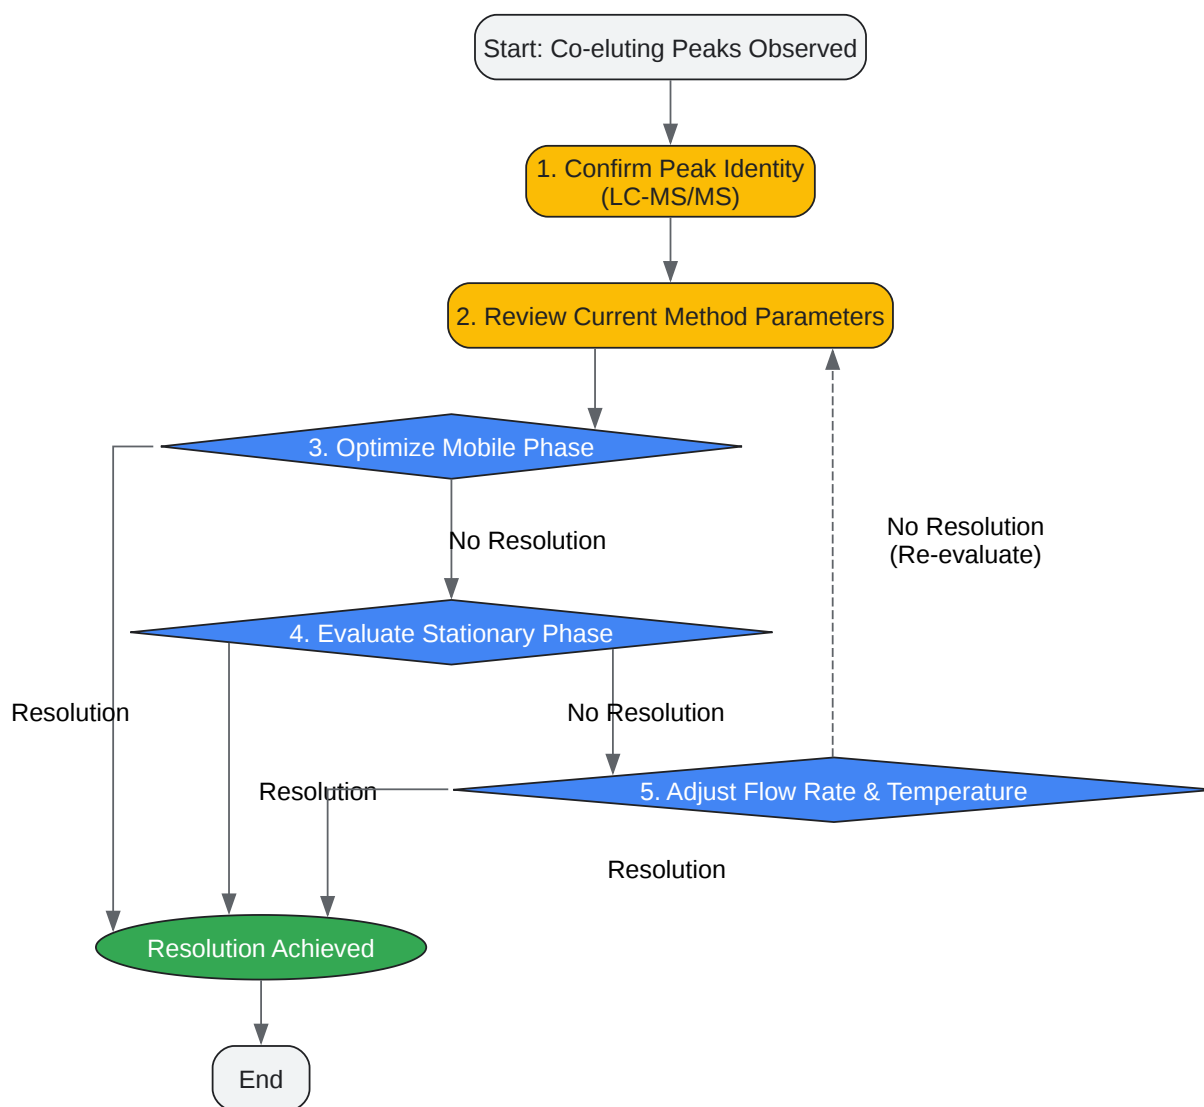 Start: Co-eluting Peaks Observed
1. Confirm Peak Identity
(LC-MS/MS)
2. Review Current Method Parameters
3. Optimize Mobile Phase
No Resolution
(Re-evaluate)
No Resolution
4. Evaluate Stationary Phase
Resolution
No Resolution
Resolution
5. Adjust Flow Rate & Temperature
Resolution
Resolution Achieved
End